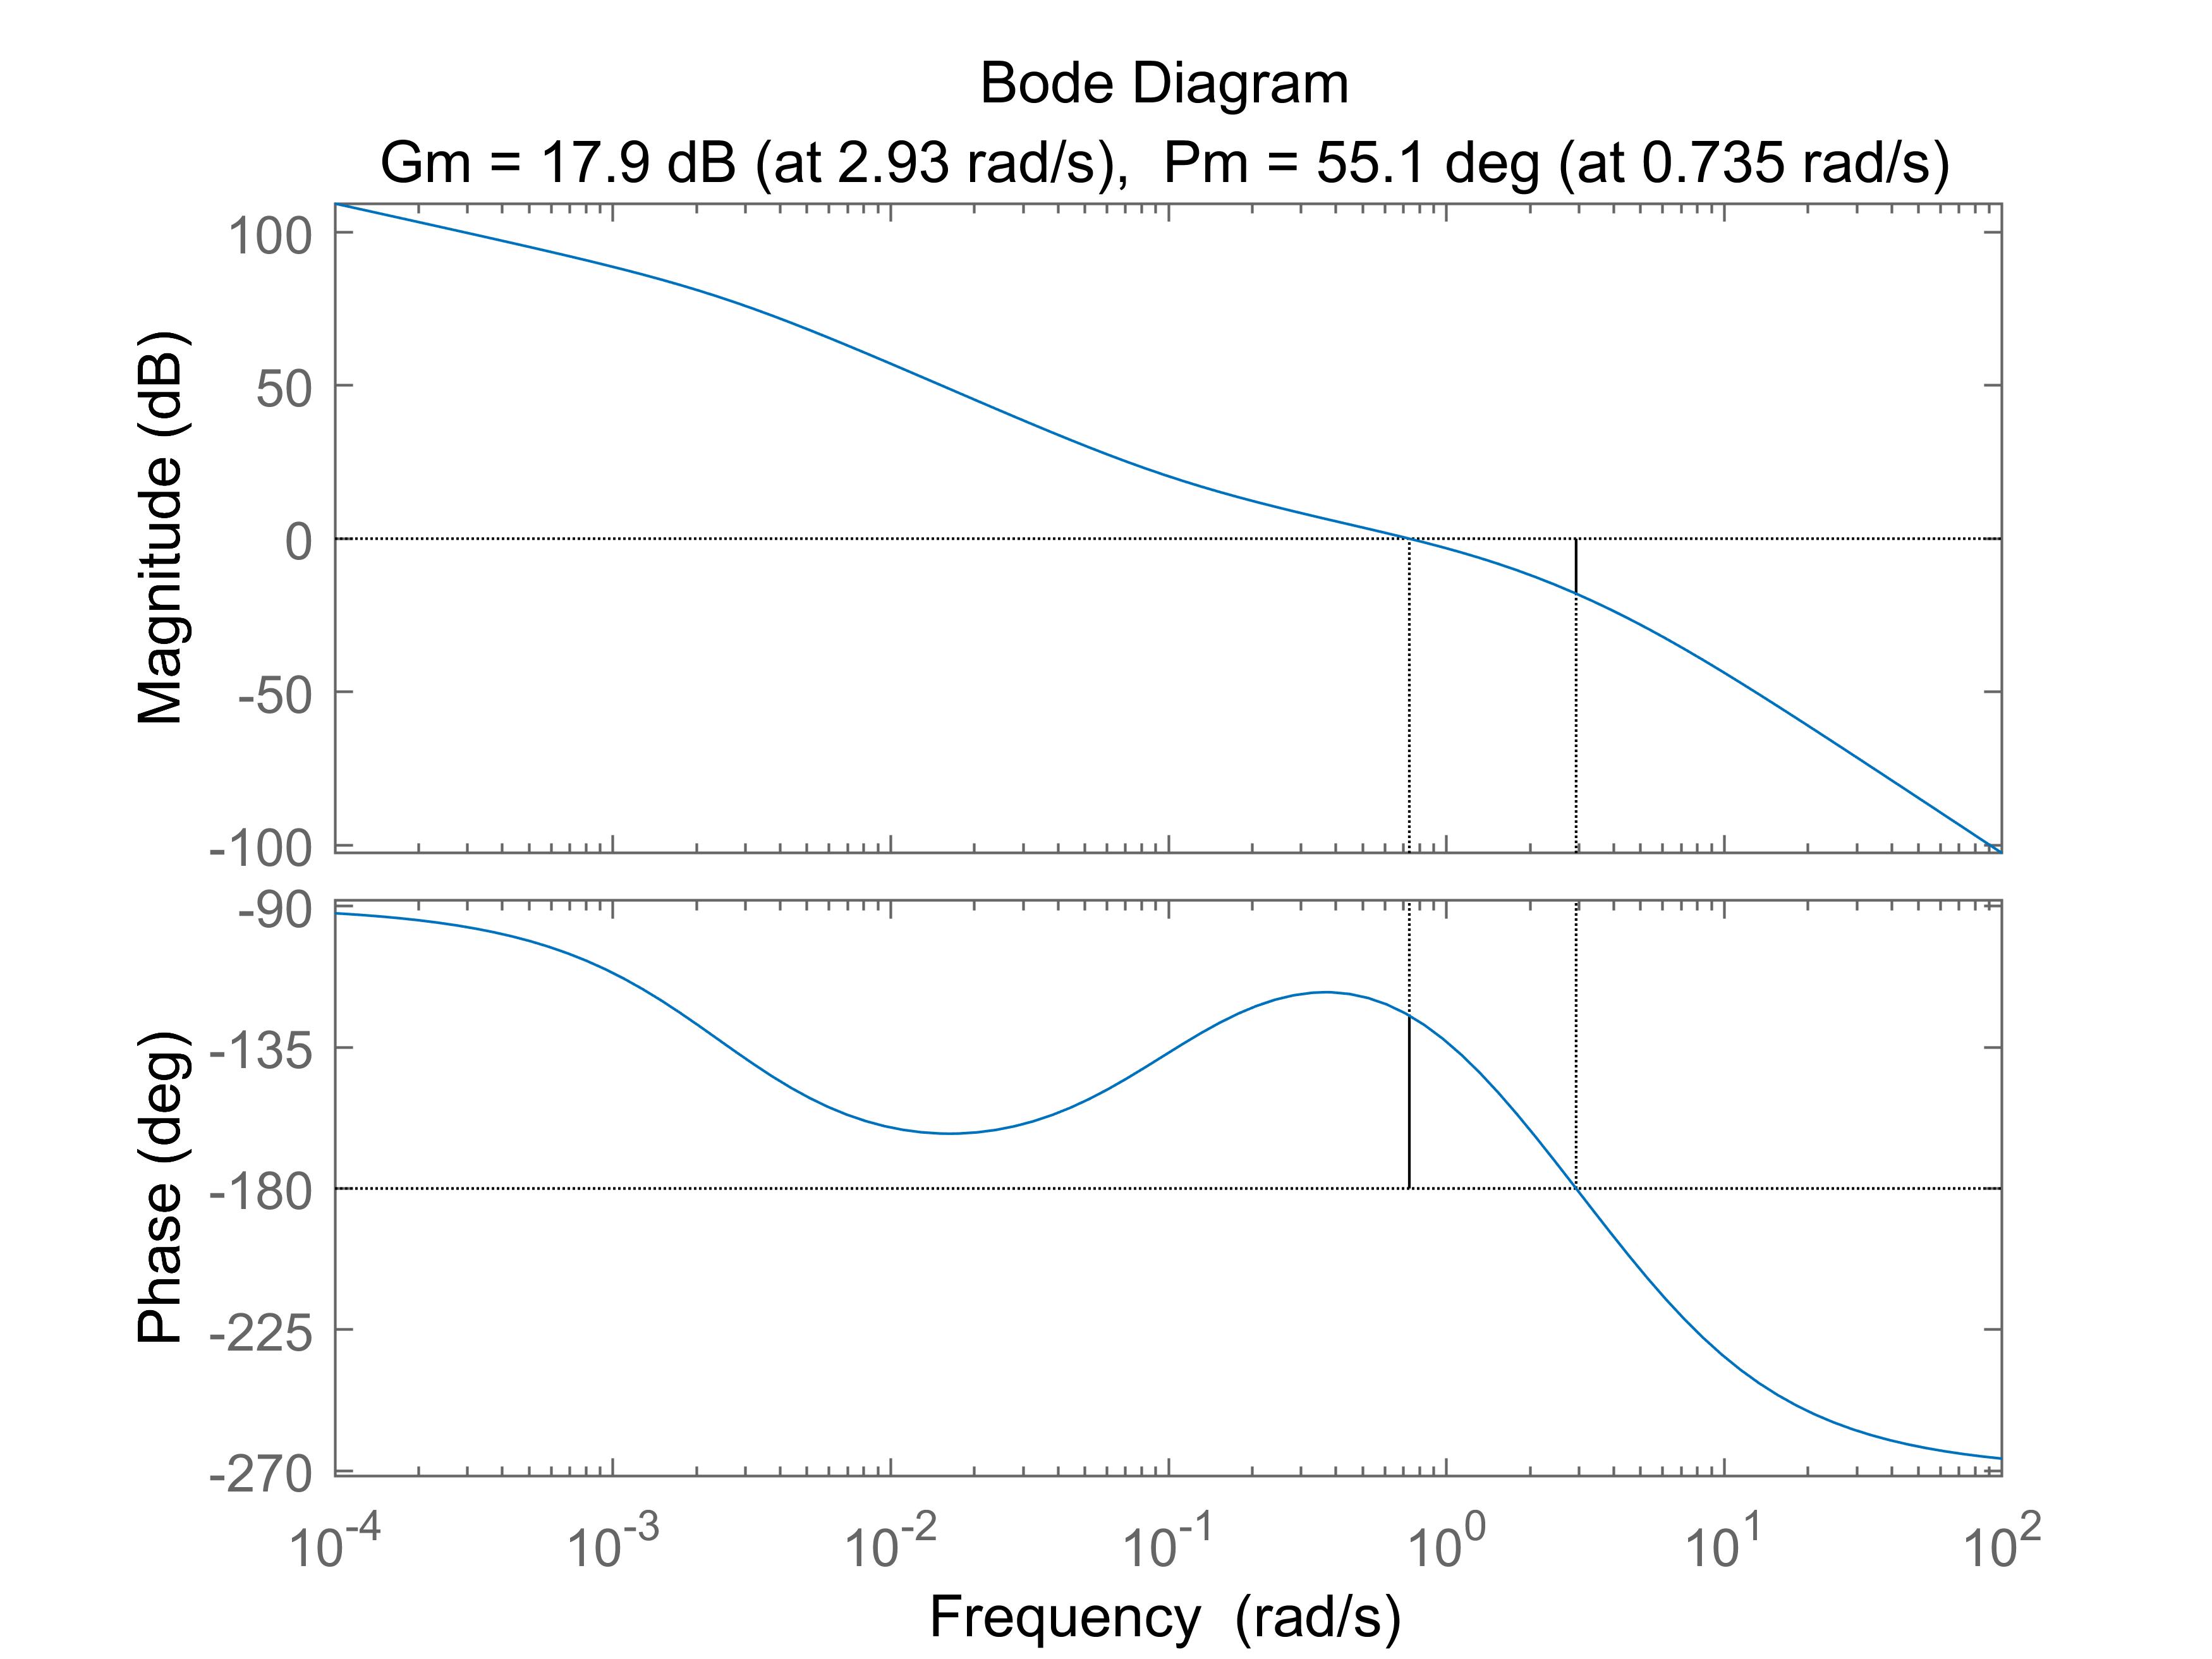 Bode Diagram
Gm = 17.9 dB (at 2.93 rad/s),  Pm = 55.1 deg (at 0.735 rad/s)
Magnitude (dB)
100
50
0
-50
-100
Phase (deg)
-90
-135
-180
-225
-270
10^-4 10^-3 10^-2 10^-1 10^0 10^1 10^2
Frequency  (rad/s)